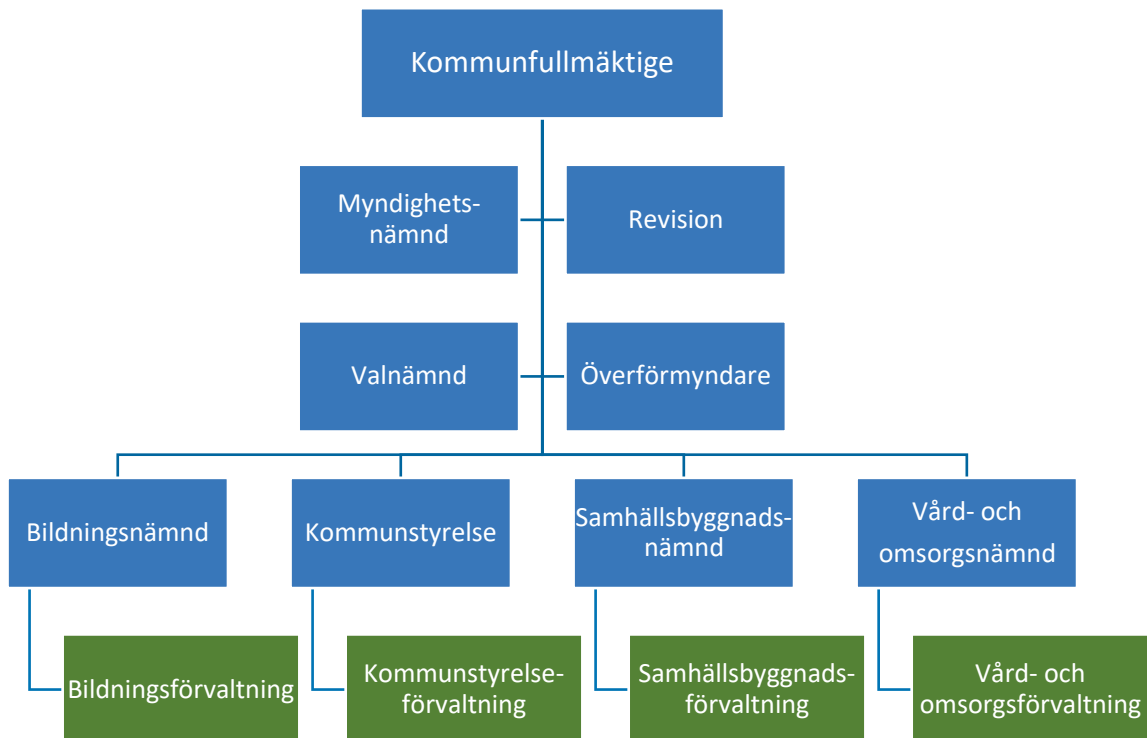 Kommunfullmäktige
Myndighets-
nämnd
Revision
Valnämnd
Överförmyndare
Bildningsnämnd
Kommunstyrelse
Samhällsbyggnads-
nämnd
Vård- och
omsorgsnämnd
Bildningsförvaltning
Kommunstyrelse-
förvaltning
Samhällsbyggnads-
förvaltning
Vård- och
omsorgsförvaltning